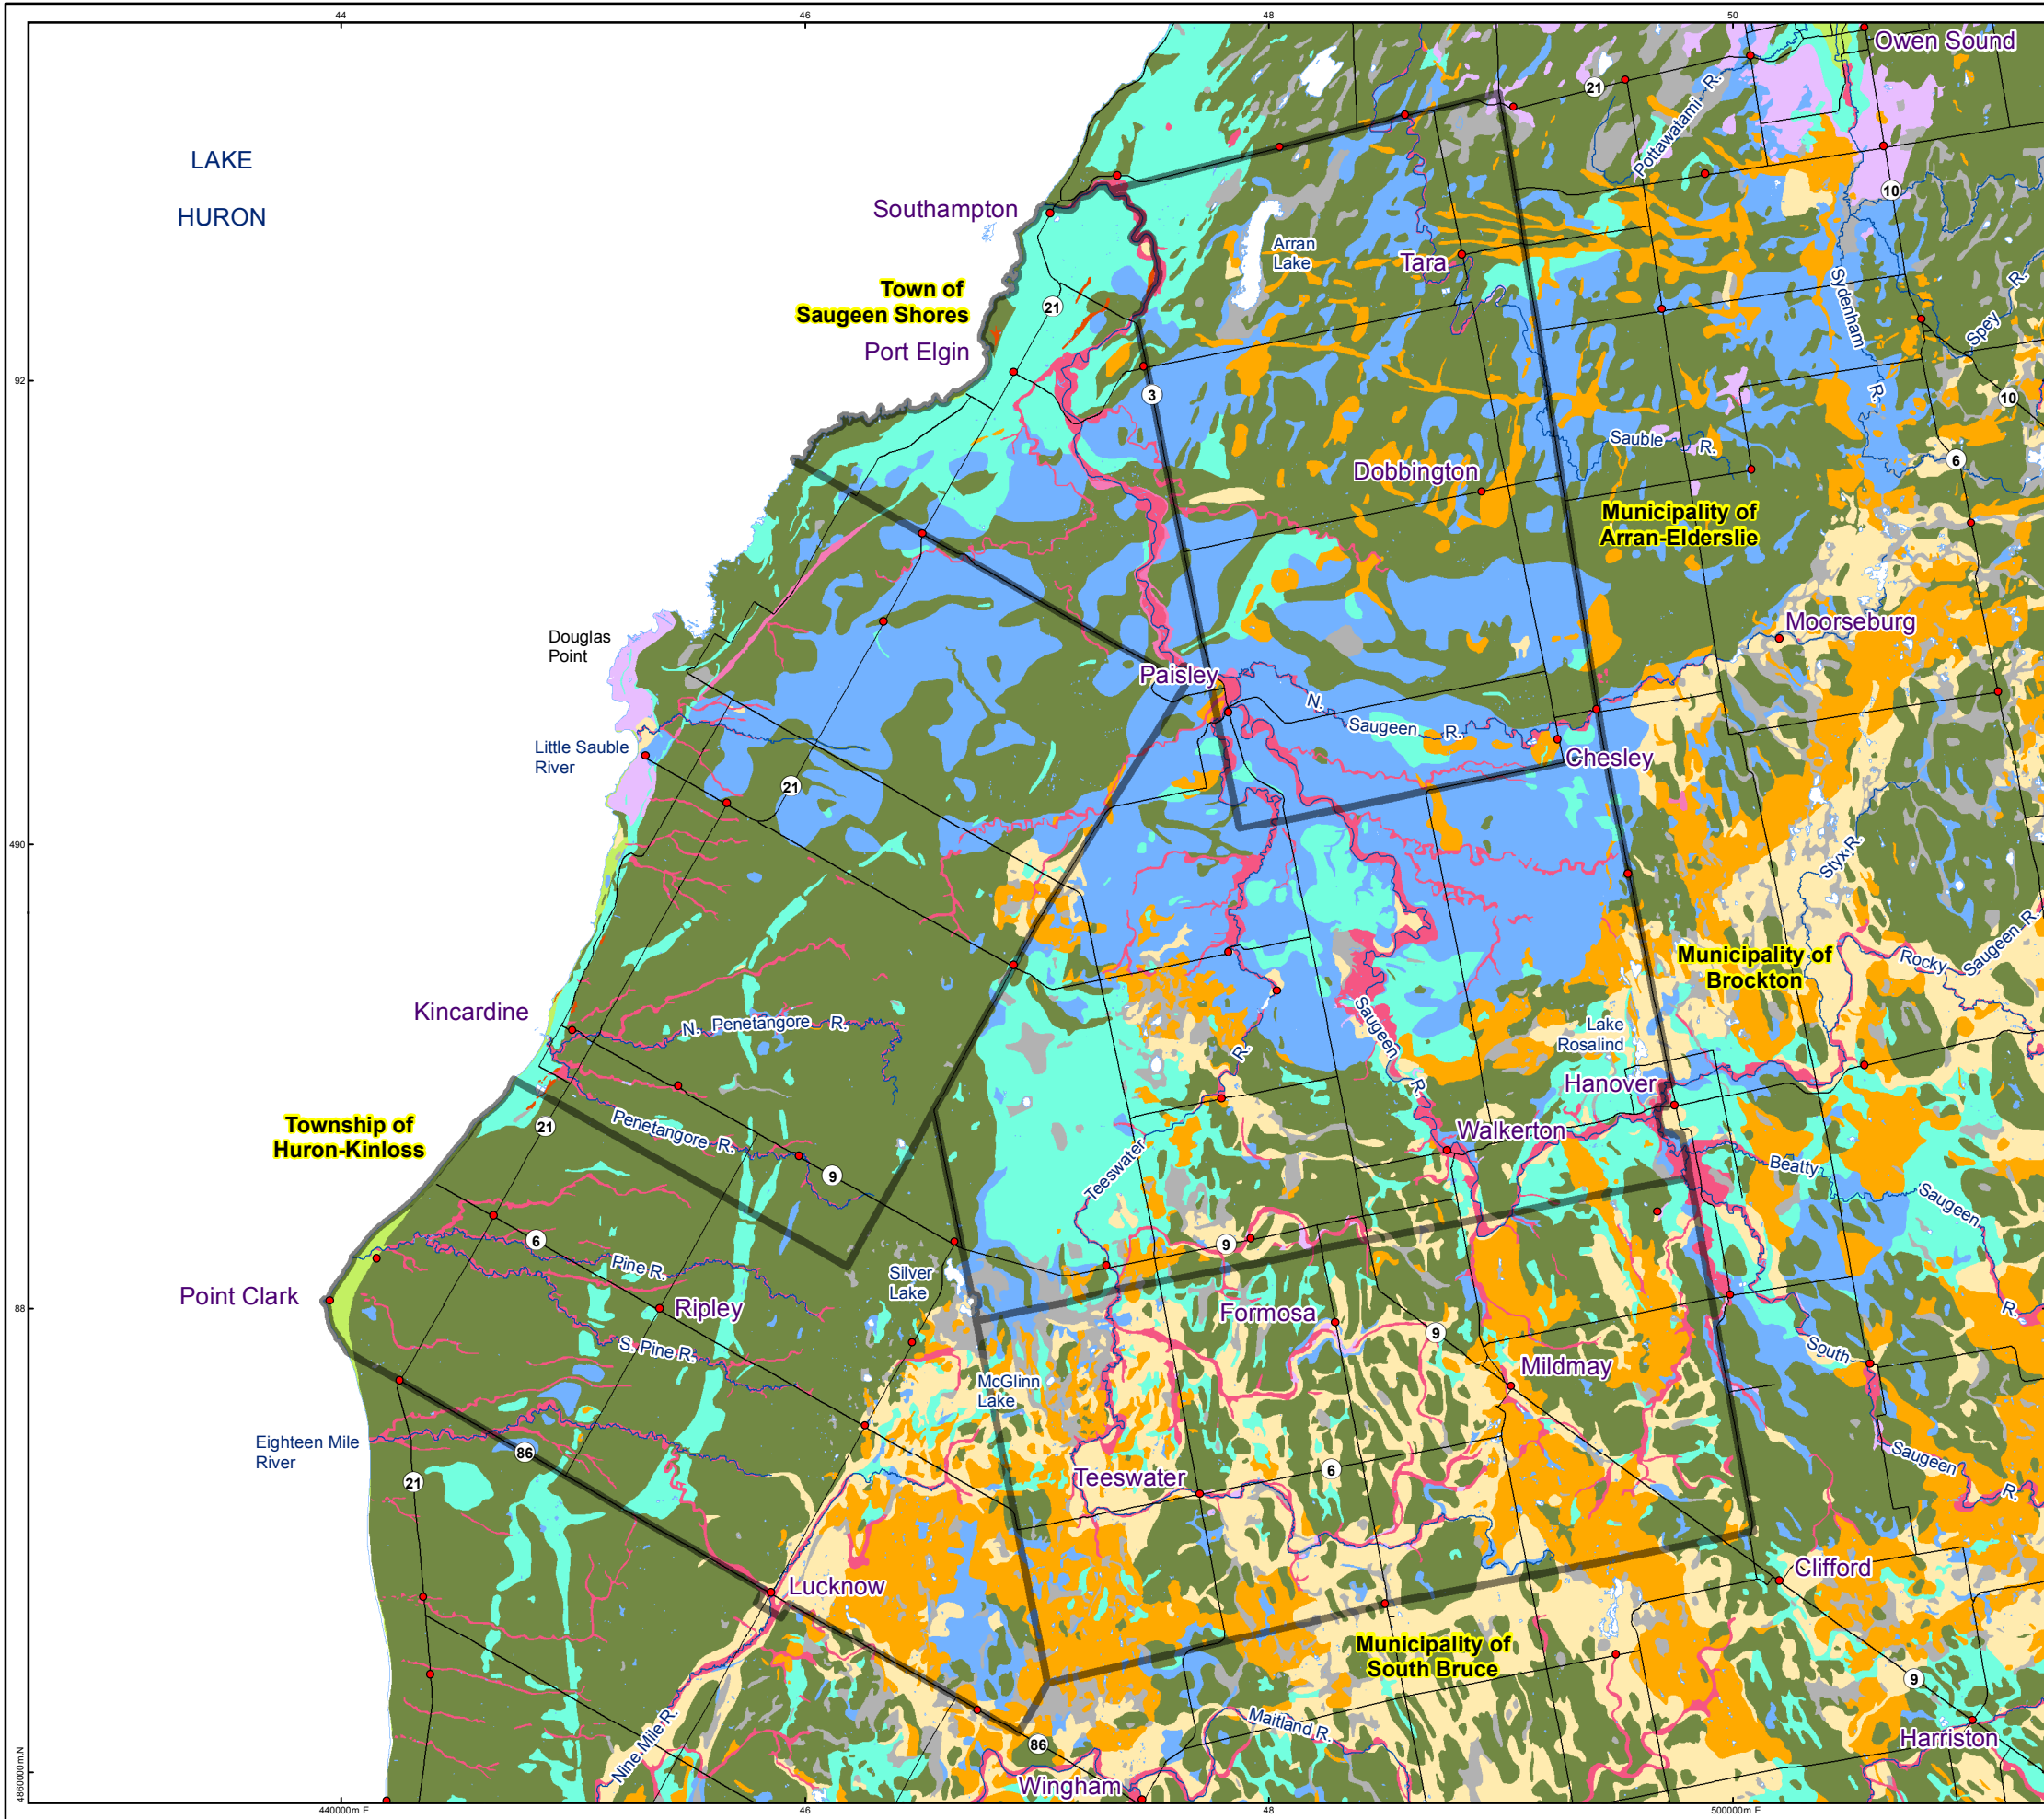 44
46
48
50
Owen Sound
21
Pottawatami R.
LAKE
HURON
10
Southampton
Arran
Lake
Tara
Town of
Saugeen Shores
21
Sydenham
R.
Spey
R.
Port Elgin
92
3
10
Sauble
R.
6
Dobbington
Municipality of
Arran-Elderslie
Douglas
Point
Moorseburg
Paisley
N.
Saugeen
R.
Little Sauble
River
Chesley
21
490
Styx R.
Municipality of
Brockton
Rocky
Saugeen R.
Kincardine
N. Penetangore R.
Saugeen
R.
Lake
Rosalind
R.
Hanover
Township of
Huron-Kinloss
21
Penetangore R.
Walkerton
Beatty
Saugeen
R.
9
Teeswater
6
Pine R.
9
Silver
Lake
Point Clark
Ripley
Formosa
9
S. Pine R.
South
Saugeen
R.
Mildmay
McGlinn
Lake
Eighteen Mile
River
86
21
Teeswater
6
Lucknow
Clifford
Municipality of
South Bruce
9
Nine Mile R.
Maitland R.
86
Harriston
Wingham
4860000m.N
440000m.E
46
48
500000m.E